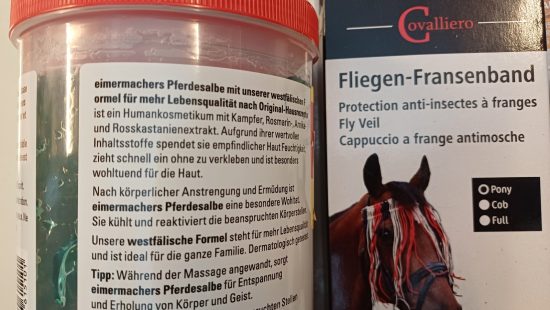 eimermachers Pferdesalbe mit unserer westfälischen F
ormel für mehr Lebensqualität nach Original-Hausrezeptu
ist ein Humankosmetikum mit Kampfer, Rosmarin-, Arnika-
und Rosskastanienextrakt. Aufgrund ihrer wertvollen
Inhaltsstoffe spendet sie empfindlicher Haut Feuchtigkeit,
zieht schnell ein ohne zu verkleben und ist besonders
wohltuend für die Haut.
Nach körperlicher Anstrengung und Ermüdung ist
eimermachers Pferdesalbe eine besondere Wohltat.
Sie kühlt und reaktiviert die beanspruchten Körperstellen.
Unsere westfälische Formel steht für mehr Lebensqualität
und ist ideal für die ganze Familie. Dermatologisch getestet
Tipp: Während der Massage angewandt, sorgt
eimermachers Pferdesalbe für Entspannung
und Erholung von Körper und Geist.
Stellen
Covalliero
Fliegen-Fransenband
Protection anti-insectes à franges
Fly Veil
Cappuccio a frange antimosche
Pony
Cob
Full